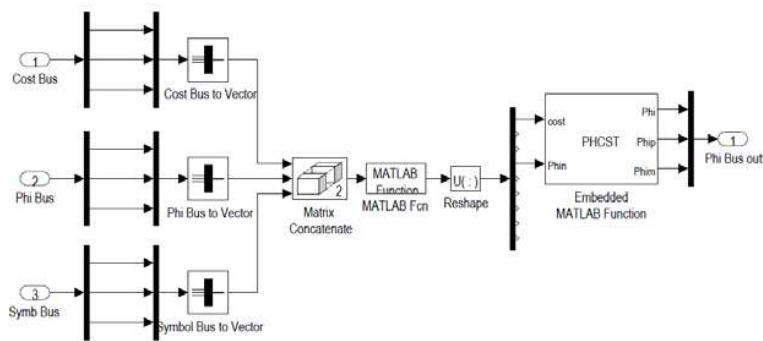 1
Cost Bus
Cost Bus to Vector
2
Phi Bus
Phi Bus to Vector
3
Symb Bus
Symbol Bus to Vector
2
Matrix
Concatenate
MATLAB
Function
MATLAB Fcn
U( : )
Reshape
cost
Phin
PHCST
Phi
Phip
Phim
Embedded
MATLAB Function
1
Phi Bus out